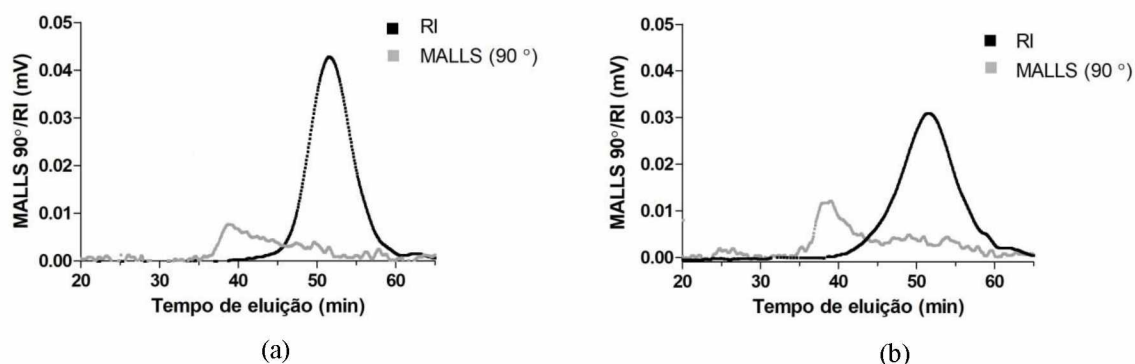 0.05
0.04
0.03
0.02
0.01
0.00
MALLS 90°/RI (mV)
RI
MALLS (90 °)
20 30 40 50 60
Tempo de eluição (min)
(a)
0.05
0.04
0.03
0.02
0.01
0.00
MALLS 90°/RI (mV)
RI
MALLS (90 °)
20 30 40 50 60
Tempo de eluição (min)
(b)